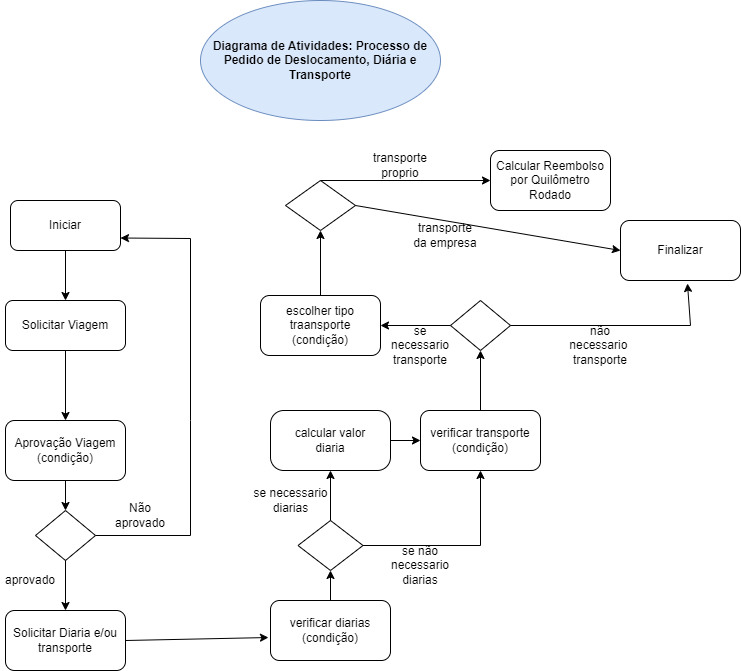 Diagrama de Atividades: Processo de
Pedido de Deslocamento, Diária e
Transporte
transporte
proprio
Calcular Reembolso
por Quilômetro
Rodado
Iniciar
transporte
da empresa
Finalizar
Solicitar Viagem
escolher tipo
traansporte
(condição)
se
necessario
transporte
não
necessario
transporte
Aprovação Viagem
(condição)
calcular valor
diaria
verificar transporte
(condição)
Não
aprovado
se necessario
diarias
se não
necessario
diarias
aprovado
Solicitar Diaria e/ou
transporte
verificar diarias
(condição)